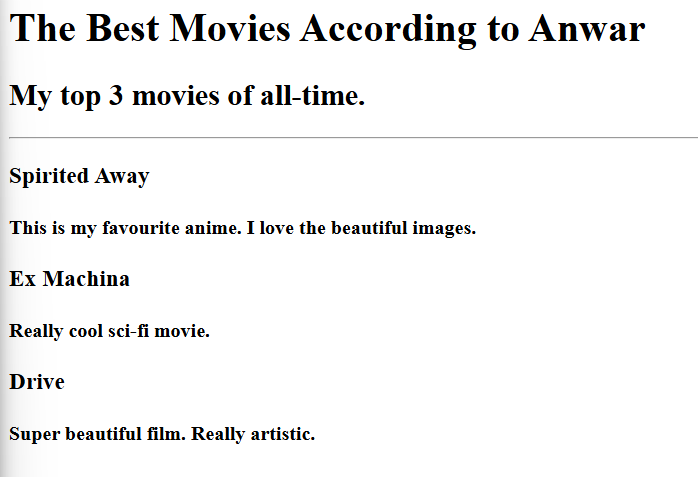 The Best Movies According to Anwar
My top 3 movies of all-time.
Spirited Away
This is my favourite anime. I love the beautiful images.
Ex Machina
Really cool sci-fi movie.
Drive
Super beautiful film. Really artistic.